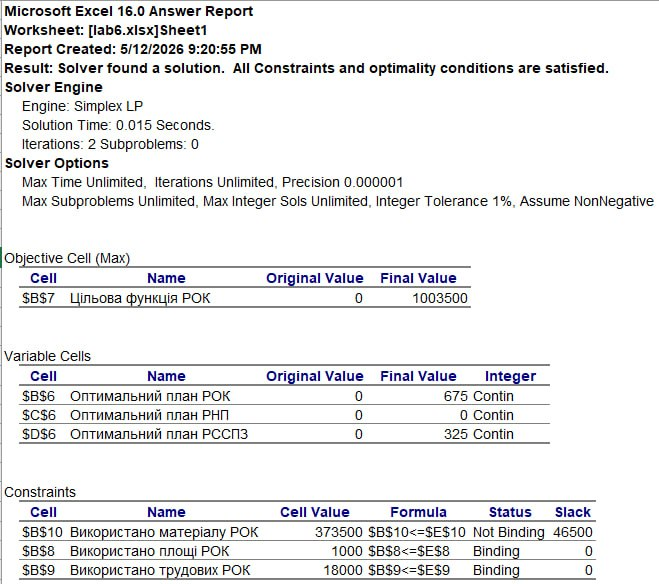 Microsoft Excel 16.0 Answer Report
Worksheet: [lab6.xlsx]Sheet1
Report Created: 5/12/2026 9:20:55 PM
Result: Solver found a solution.  All Constraints and optimality conditions are satisfied.
Solver Engine
Engine: Simplex LP
Solution Time: 0.015 Seconds.
Iterations: 2 Subproblems: 0
Solver Options
Max Time Unlimited,  Iterations Unlimited, Precision 0.000001
Max Subproblems Unlimited, Max Integer Sols Unlimited, Integer Tolerance 1%, Assume NonNegative
Objective Cell (Max)
Cell Name Original Value Final Value
$B$7 Цільова функція РОК 0 1003500
Variable Cells
Cell Name Original Value Final Value Integer
$B$6 Оптимальний план РОК 0 675 Contin
$C$6 Оптимальний план РНП 0 0 Contin
$D$6 Оптимальний план РССПЗ 0 325 Contin
Constraints
Cell Name Cell Value Formula Status Slack
$B$10 Використано матеріалу РОК 373500 $B$10<=$E$10 Not Binding 46500
$B$8 Використано площі РОК 1000 $B$8<=$E$8 Binding 0
$B$9 Використано трудових РОК 18000 $B$9<=$E$9 Binding 0